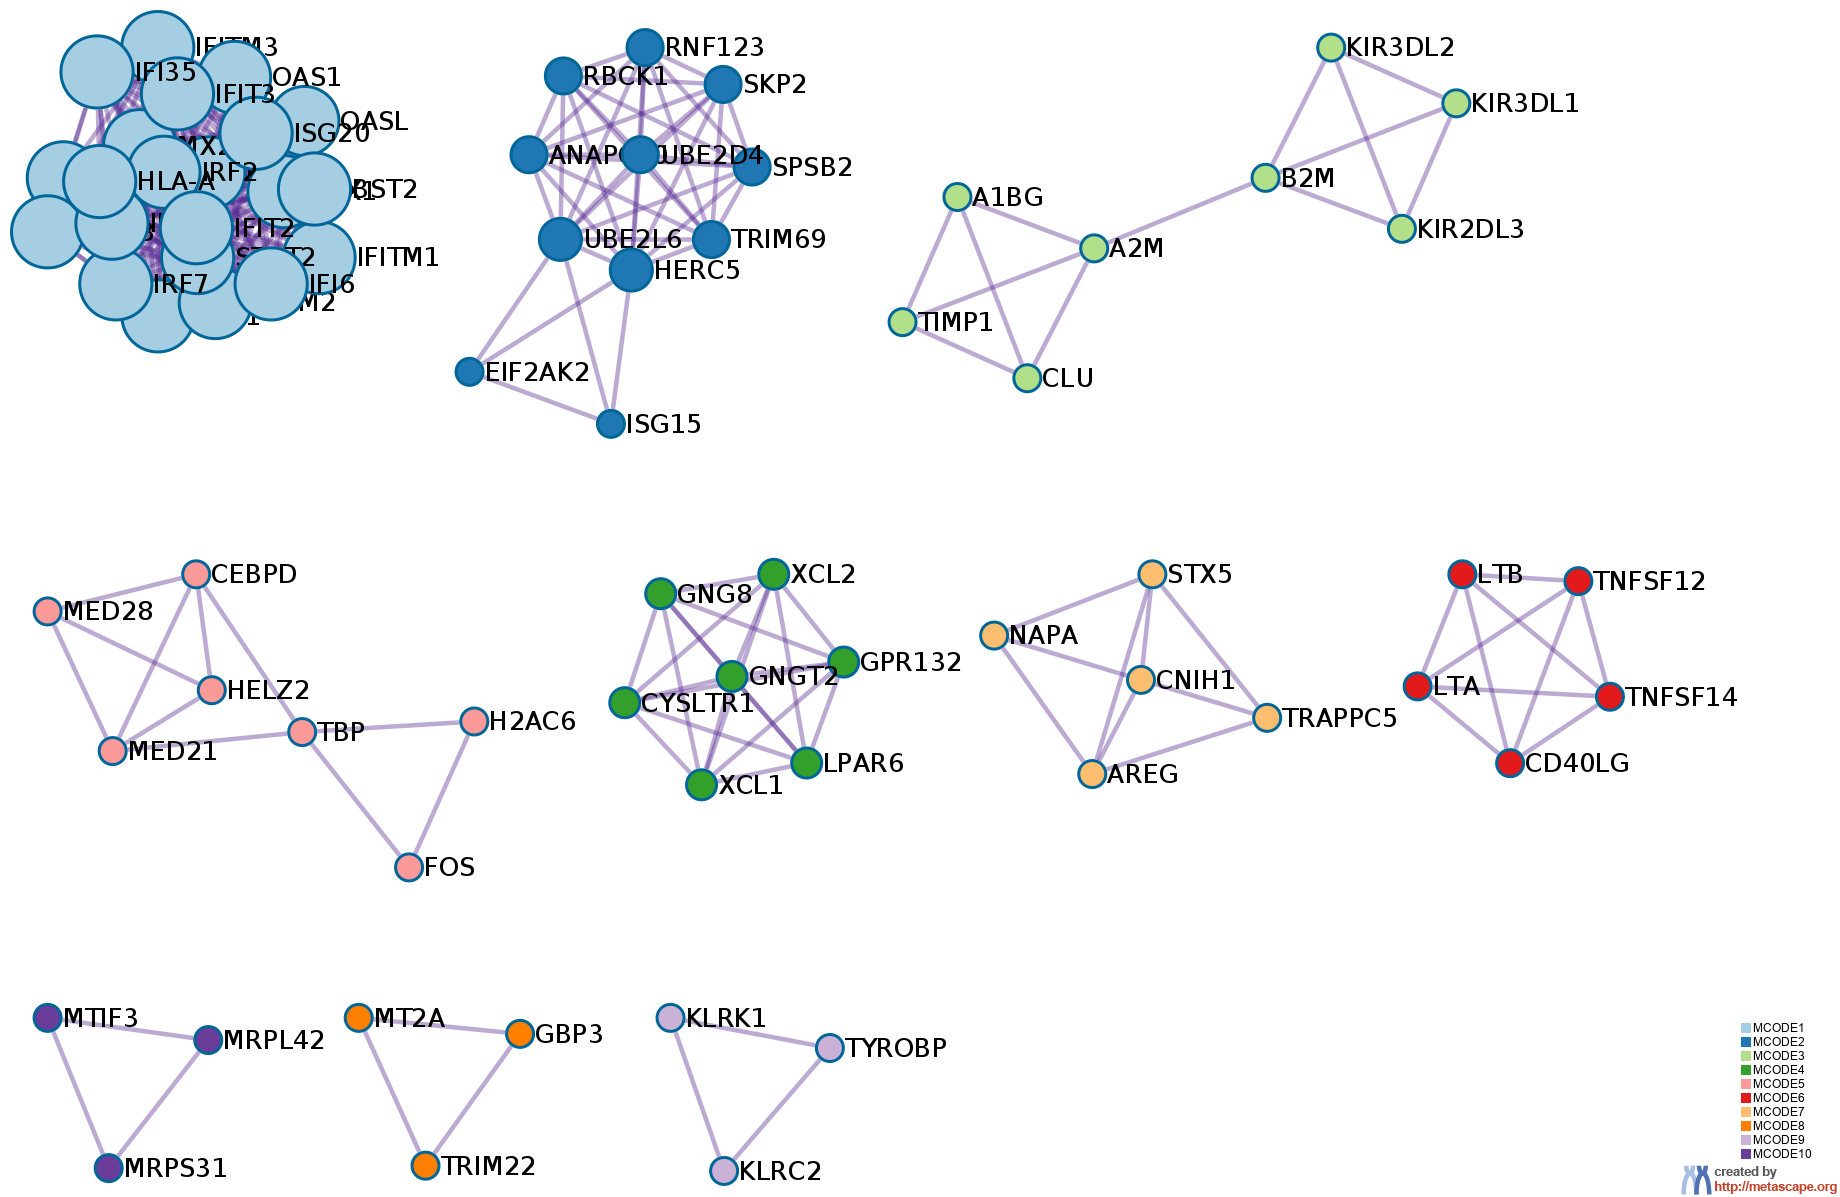 IFI35
IFIT3
OAS1
OASL
ISG20
HLA-A
IRF2
BST2
IFIT2
IFITM1
IRF7
IFI6
RNF123
RBCK1
SKP2
UBE2D4
SPSB2
UBE2L6
TRIM69
HERC5
EIF2AK2
ISG15
KIR3DL2
KIR3DL1
B2M
KIR2DL3
A1BG
A2M
TIMP1
CLU
CEBPD
MED28
HELZ2
TBP
H2AC6
MED21
FOS
XCL2
GNG8
GPR132
GNGT2
CYSLTR1
LPAR6
XCL1
STX5
NAPA
CNIH1
TRAPPC5
AREG
LTB
TNFSF12
LTA
TNFSF14
CD40LG
MTIF3
MRPL42
MRPS31
MT2A
GBP3
TRIM22
KLRK1
TYROBP
KLRC2
MCODE1
MCODE2
MCODE3
MCODE4
MCODE5
MCODE6
MCODE7
MCODE8
MCODE9
MCODE10
created by
http://metascape.org